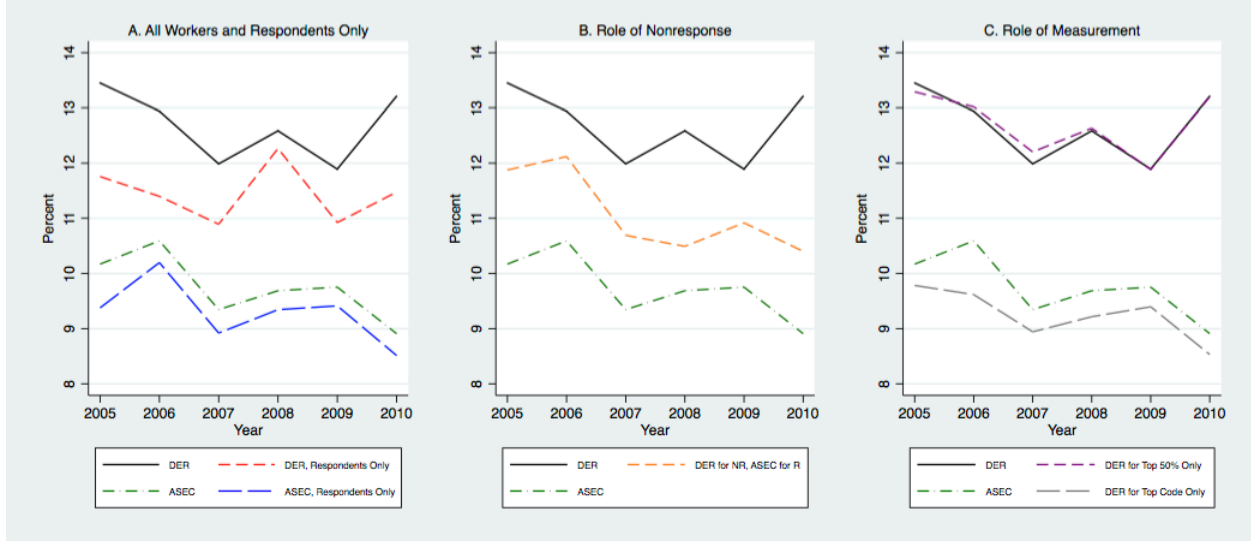 A. All Workers and Respondents Only
14
13
12
11
10
9
8
Percent
2005 2006 2007 2008 2009 2010
Year
DER DER, Respondents Only
ASEC ASEC, Respondents Only
B. Role of Nonresponse
14
13
12
11
10
9
8
Percent
2005 2006 2007 2008 2009 2010
Year
DER DER for NR, ASEC for R
ASEC
C. Role of Measurement
14
13
12
11
10
9
8
Percent
2005 2006 2007 2008 2009 2010
Year
DER DER for Top 50% Only
ASEC DER for Top Code Only